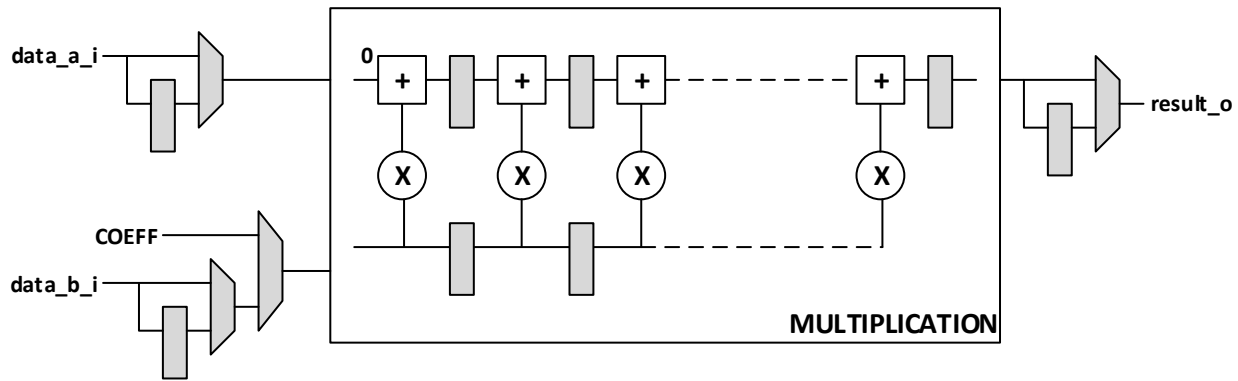 data_a_i
0
+ + + +
result_o
X X X X
COEFF
data_b_i
MULTIPLICATION